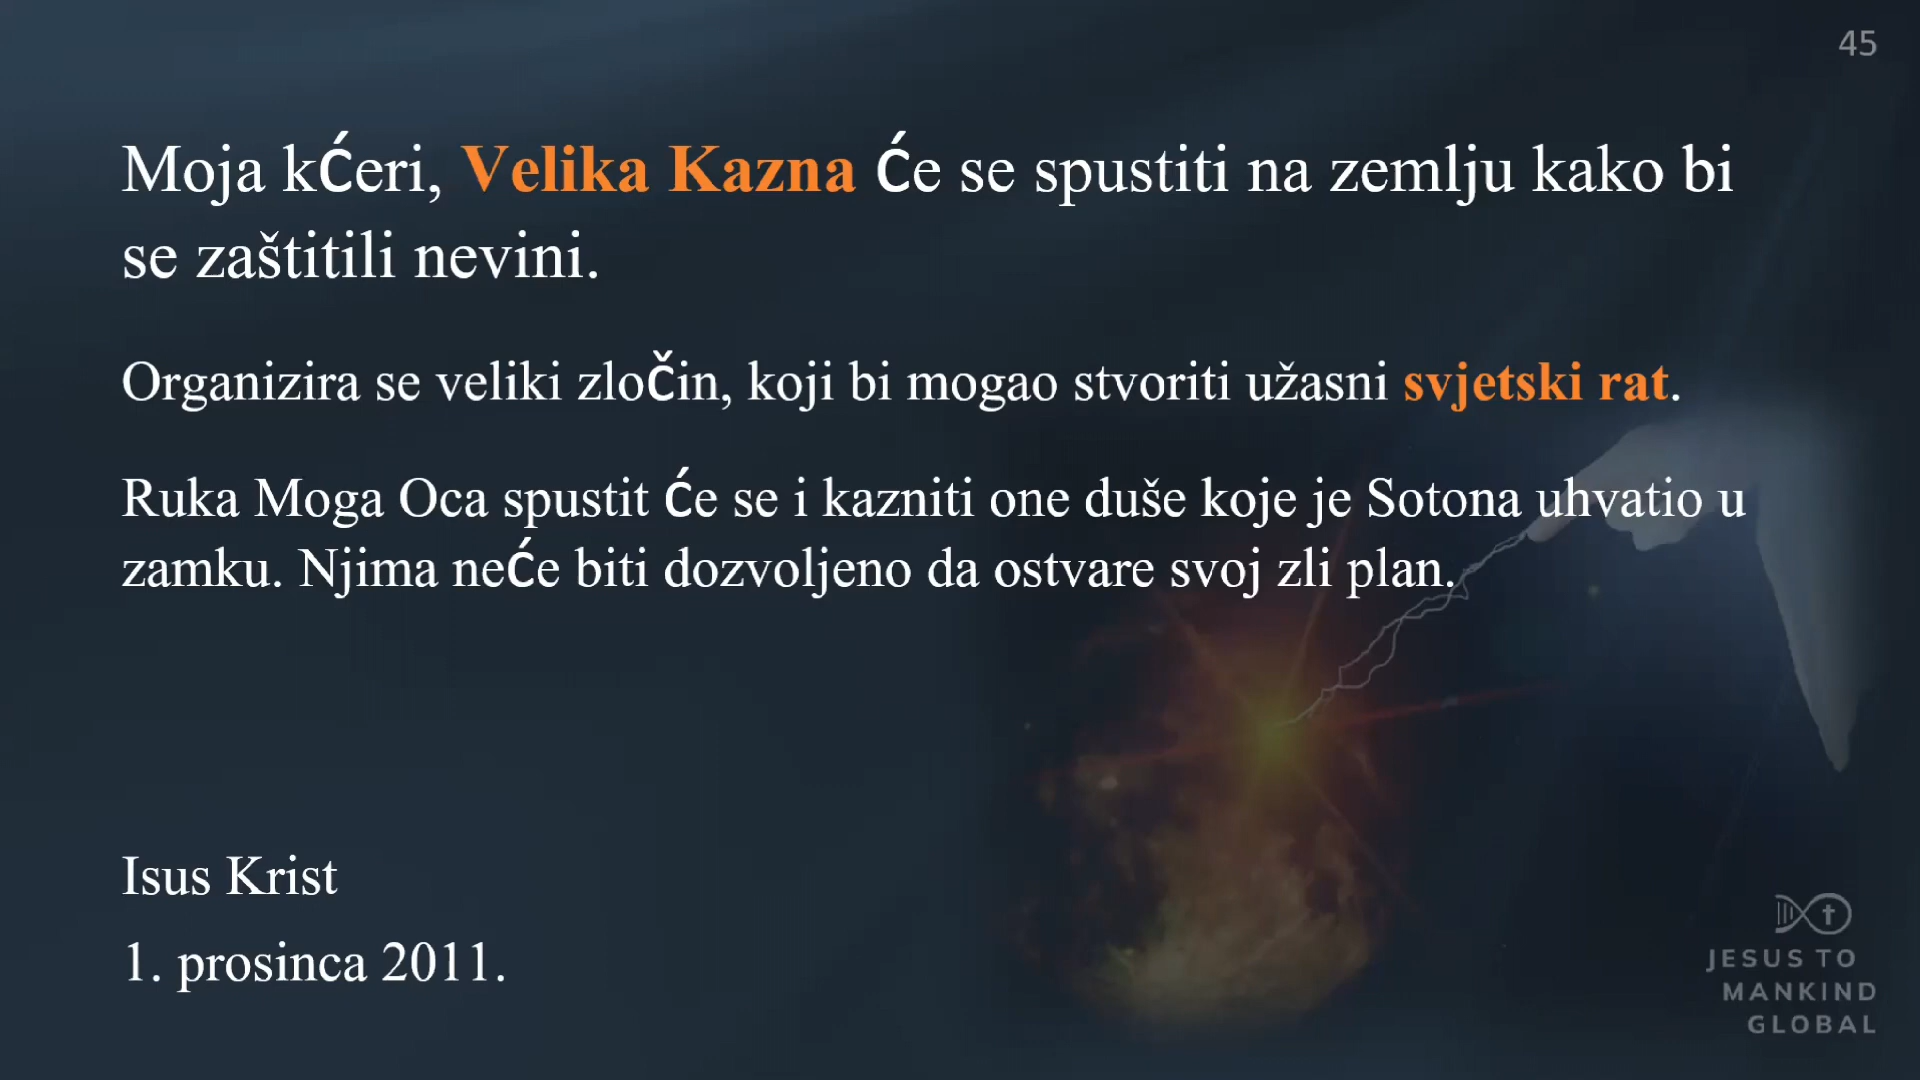 45
Moja kćeri, Velika Kazna će se spustiti na zemlju kako bi
se zaštitili nevini.
Organizira se veliki zločin, koji bi mogao stvoriti užasni svjetski rat.
Ruka Moga Oca spustit će se i kazniti one duše koje je Sotona uhvatio u
zamku. Njima neće biti dozvoljeno da ostvare svoj zli plan.
Isus Krist
1. prosinca 2011.
JESUS TO
MANKIND
GLOBAL